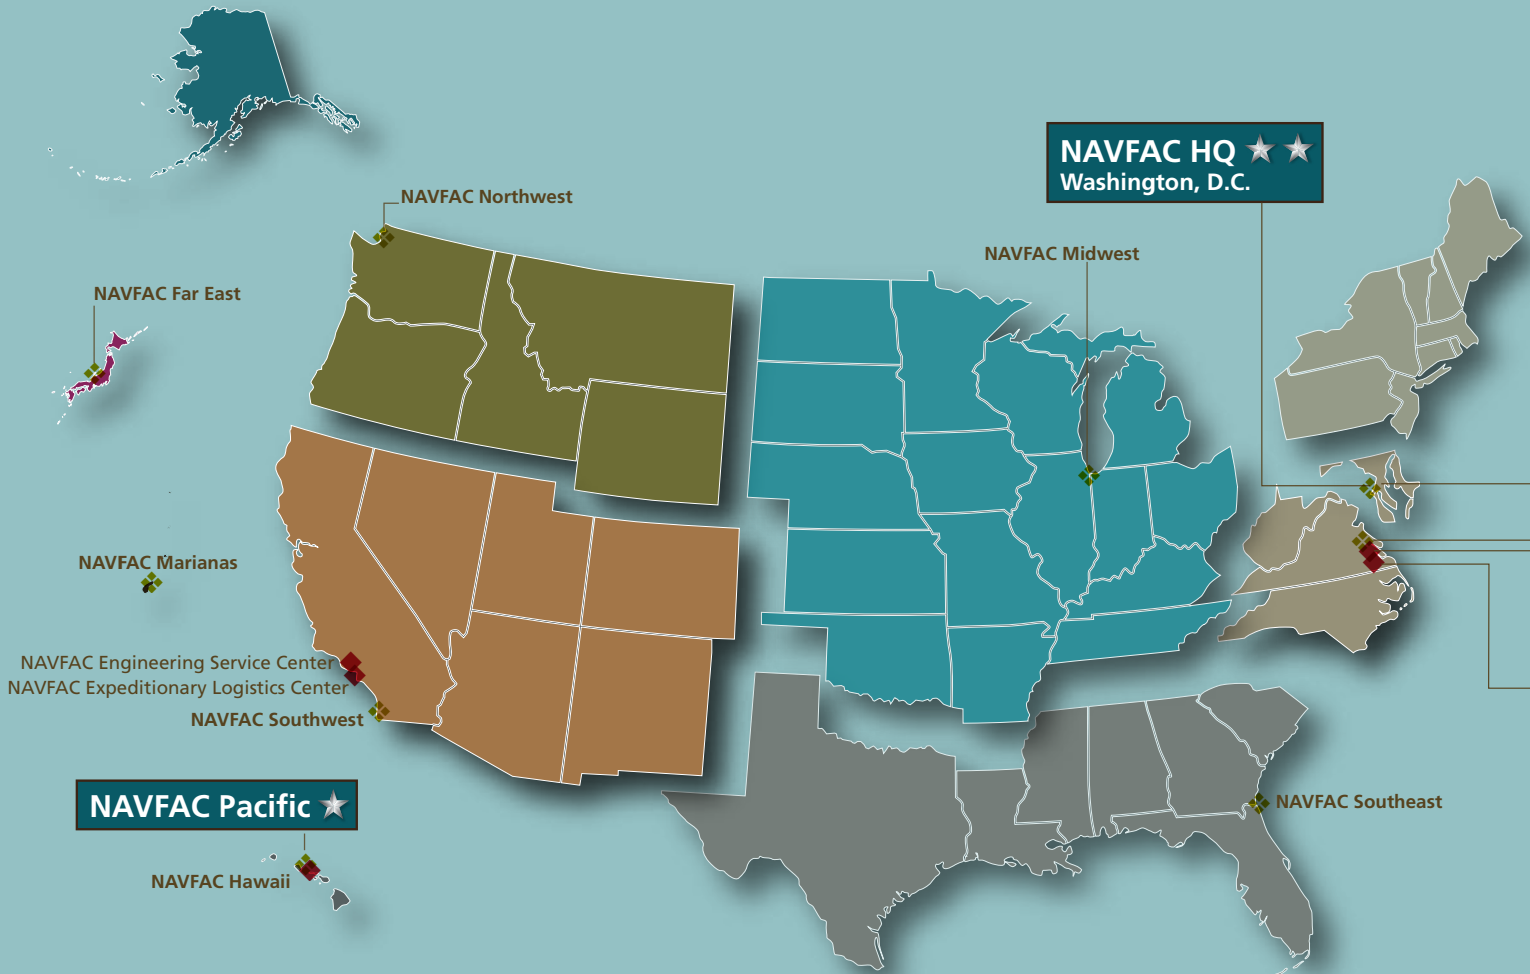 NAVFAC HQ
Washington, D.C.
NAVFAC Northwest
NAVFAC Midwest
NAVFAC Far East
NAVFAC Marianas
NAVFAC Engineering Service Center
NAVFAC Expeditionary Logistics Center
NAVFAC Southwest
NAVFAC Pacific
NAVFAC Southeast
NAVFAC Hawaii